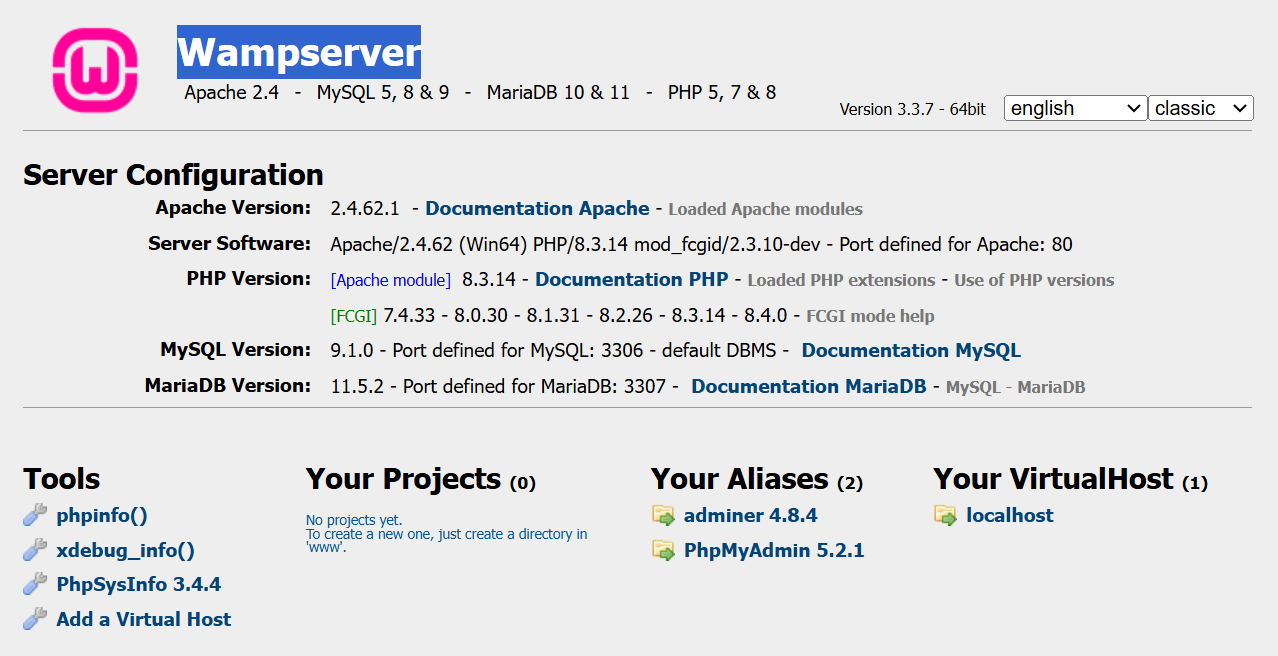 Wampserver
Apache 2.4 - MySQL 5, 8 & 9 - MariaDB 10 & 11 - PHP 5, 7 & 8
Version 3.3.7 - 64bit english classic
Server Configuration
Apache Version: 2.4.62.1 - Documentation Apache - Loaded Apache modules
Server Software: Apache/2.4.62 (Win64) PHP/8.3.14 mod_fcgid/2.3.10-dev - Port defined for Apache: 80
PHP Version: [Apache module] 8.3.14 - Documentation PHP - Loaded PHP extensions - Use of PHP versions
[FCGI] 7.4.33 - 8.0.30 - 8.1.31 - 8.2.26 - 8.3.14 - 8.4.0 - FCGI mode help
MySQL Version: 9.1.0 - Port defined for MySQL: 3306 - default DBMS - Documentation MySQL
MariaDB Version: 11.5.2 - Port defined for MariaDB: 3307 - Documentation MariaDB - MySQL - MariaDB
Tools
phpinfo()
xdebug_info()
PhpSysInfo 3.4.4
Add a Virtual Host
Your Projects (0)
No projects yet.
To create a new one, just create a directory in
'www'.
Your Aliases (2)
adminer 4.8.4
PhpMyAdmin 5.2.1
Your VirtualHost (1)
localhost